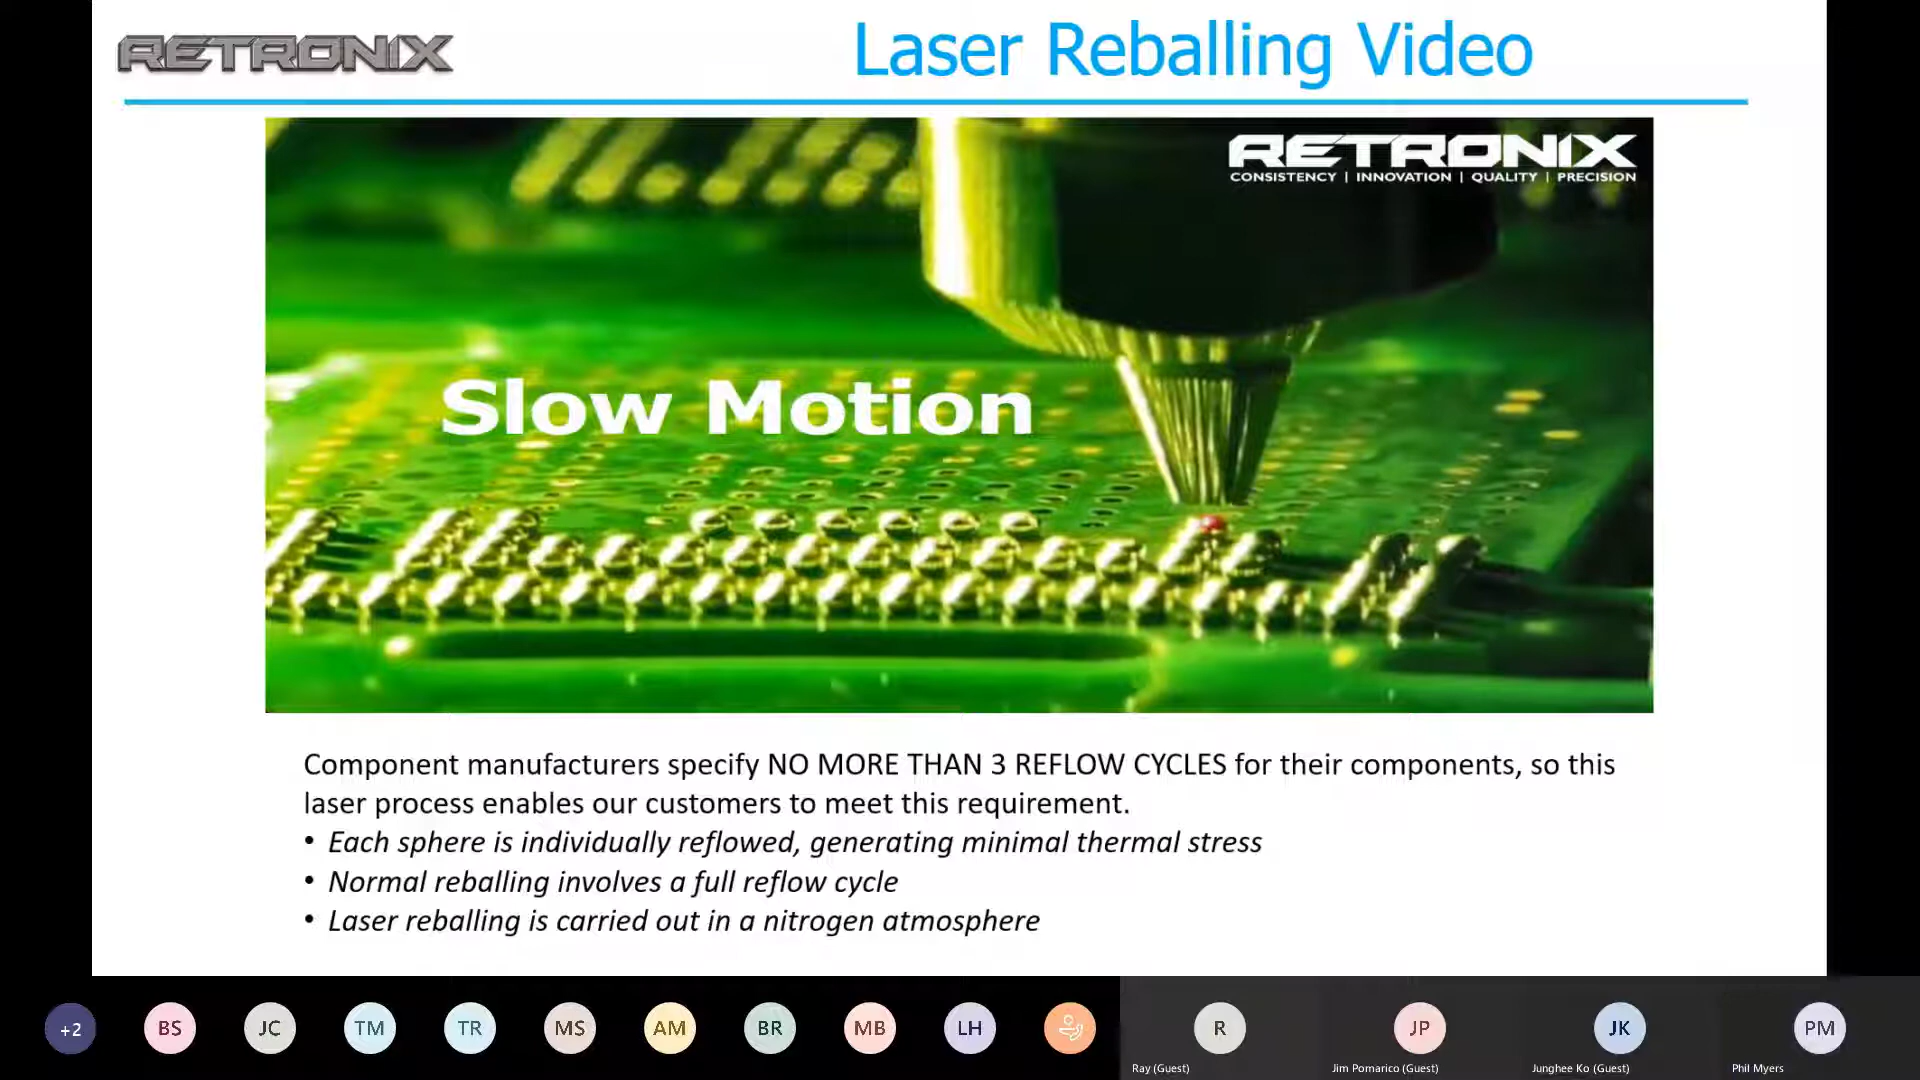 RETRONIX
Laser Reballing Video
RETRONIX
CONSISTENCY | INNOVATION | QUALITY | PRECISION
Slow Motion
Component manufacturers specify NO MORE THAN 3 REFLOW CYCLES for their components, so this
laser process enables our customers to meet this requirement.
• Each sphere is individually reflowed, generating minimal thermal stress
• Normal reballing involves a full reflow cycle
• Laser reballing is carried out in a nitrogen atmosphere
+2 BS JC TM TR MS AM BR MB LH R JP JK PM
Ray (Guest) Jim Pomarico (Guest) Junghee Ko (Guest) Phil Myers